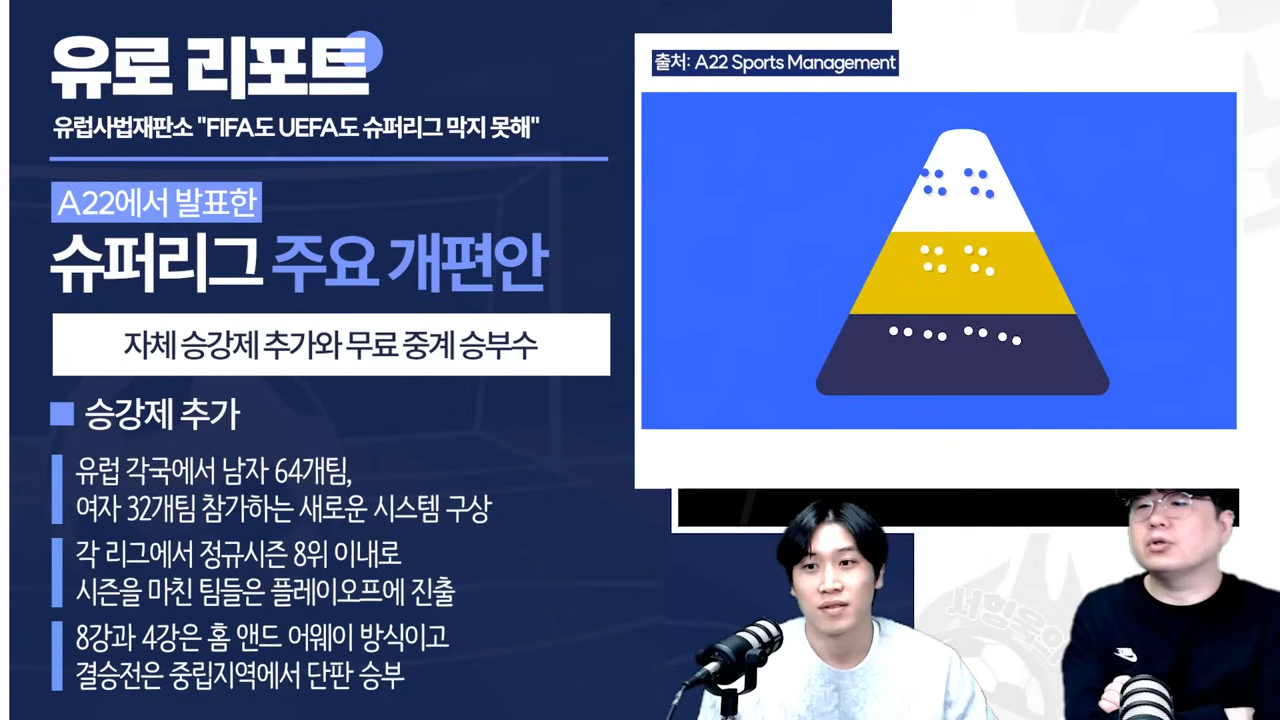 유로 리포트
유럽사법재판소 "FIFA도 UEFA도 슈퍼리그 막지 못해"
A22에서 발표한
슈퍼리그 주요 개편안
자체 승강제 추가와 무료 중계 승부수
승강제 추가
유럽 각국에서 남자 64개팀,
여자 32개팀 참가하는 새로운 시스템 구상
각 리그에서 정규시즌 8위 이내로
시즌을 마친 팀들은 플레이오프에 진출
8강과 4강은 홈 앤드 어웨이 방식이고
결승전은 중립지역에서 단판 승부
출처: A22 Sports Management